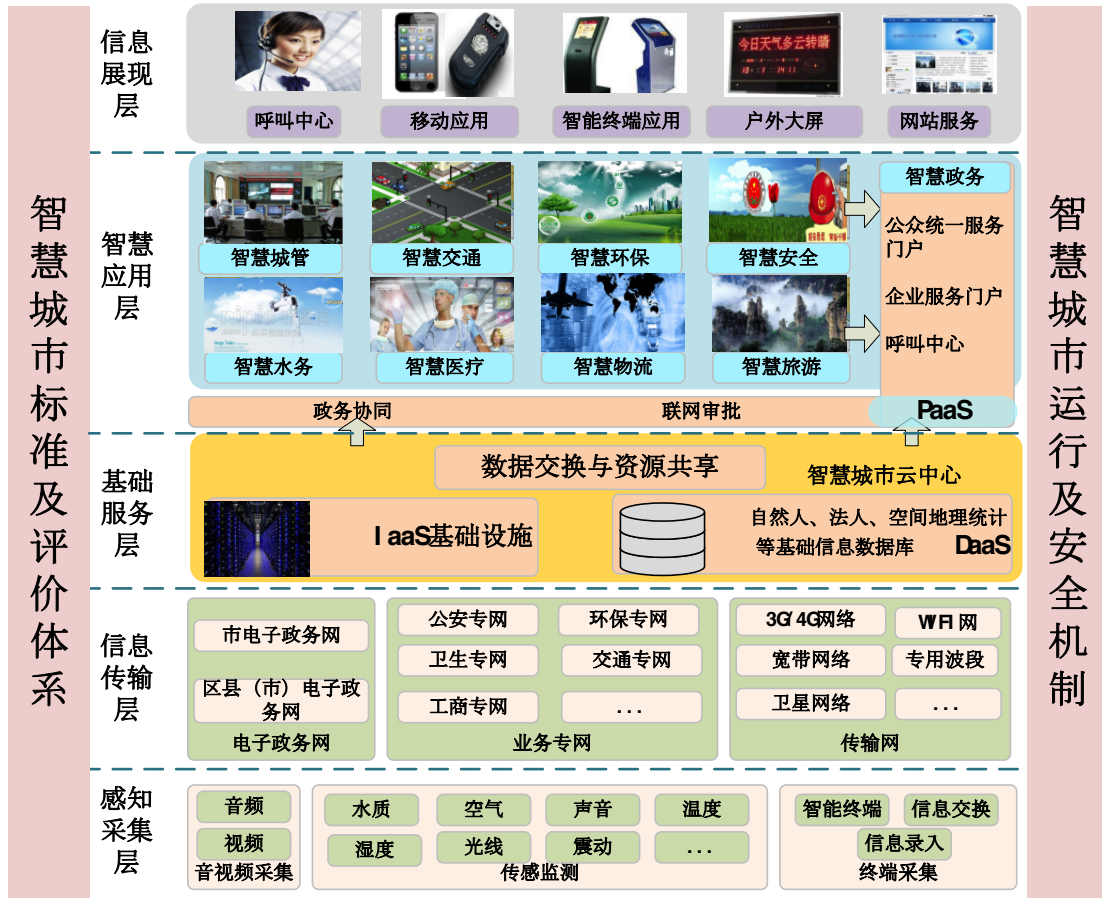 智慧城市标准及评价体系
信息
展现
层
今日天气多云转晴
呼叫中心
移动应用
智能终端应用
户外大屏
网站服务
智慧
应用
层
智慧城管
智慧交通
智慧环保
智慧安全
智慧水务
智慧医疗
智慧物流
智慧旅游
智慧政务
公众统一服务
门户
企业服务门户
呼叫中心
政务协同
联网审批
PaaS
基础
服务
层
数据交换与资源共享
智慧城市云中心
IaaS基础设施
自然人、法人、空间地理统计
等基础信息数据库
DaaS
信息
传输
层
市电子政务网
区县（市）电子政
务网
电子政务网
公安专网
环保专网
卫生专网
交通专网
工商专网
...
业务专网
3G/4G网络
WIFI网
宽带网络
专用波段
卫星网络
...
传输网
感知
采集
层
音频
视频
音视频采集
水质
空气
声音
温度
湿度
光线
震动
...
传感监测
智能终端
信息交换
信息录入
终端采集
智慧城市运行及安全机制